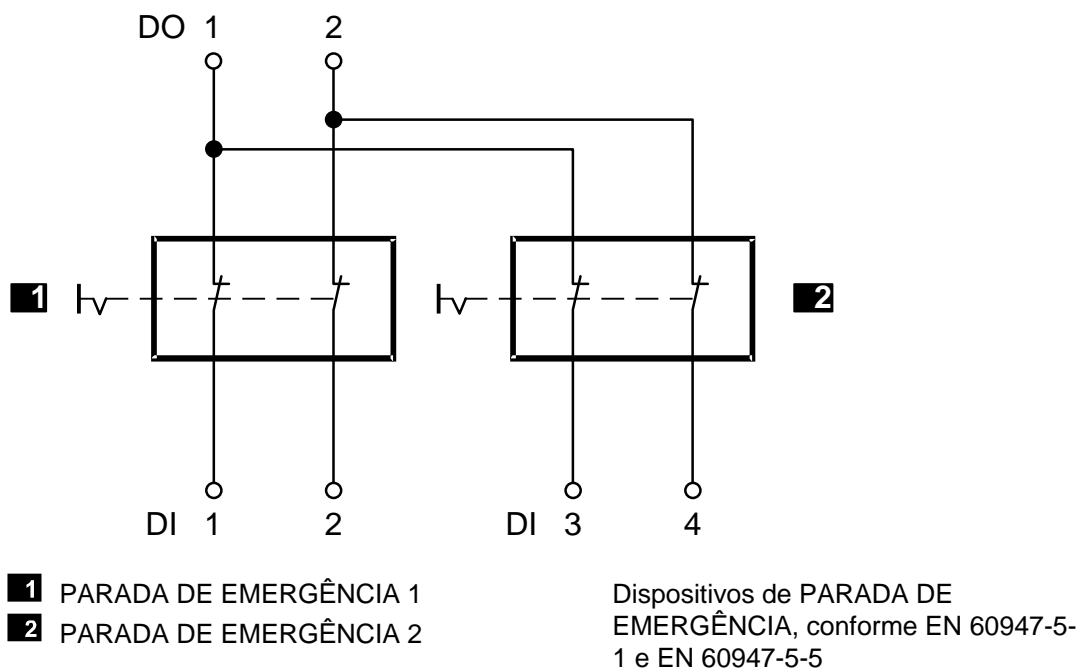 DO 1 2
1 2
DI 1 2 DI 3 4
1 PARADA DE EMERGÊNCIA 1
2 PARADA DE EMERGÊNCIA 2
Dispositivos de PARADA DE
EMERGÊNCIA, conforme EN 60947-5-
1 e EN 60947-5-5